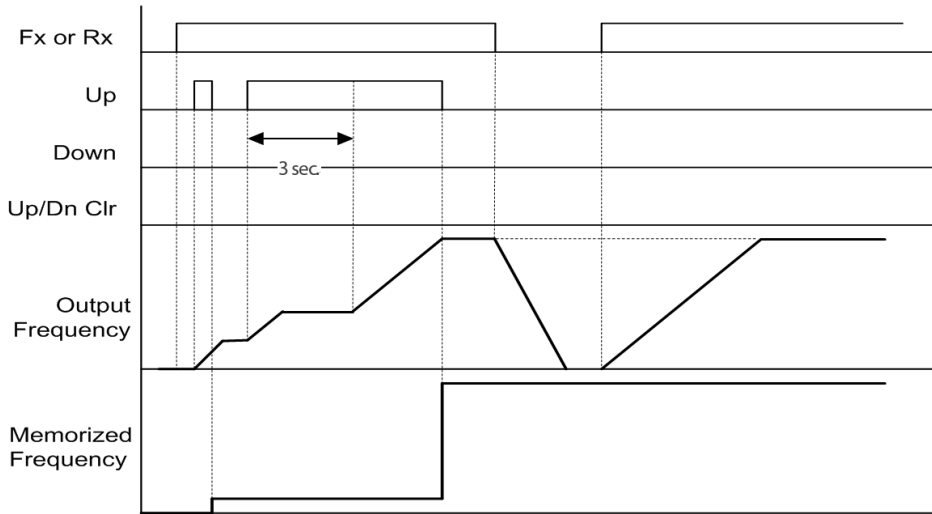 Fx or Rx
Up
3 sec.
Down
Up/Dn Clr
Output
Frequency
Memorized
Frequency